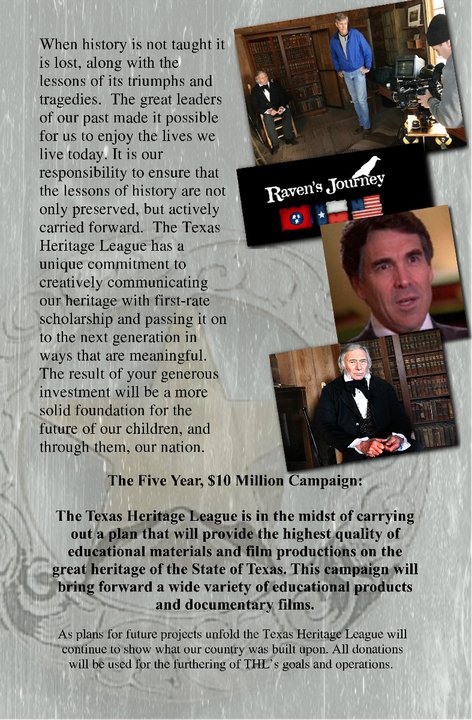 When history is not taught it
is lost, along with the
lessons of its triumphs and
tragedies.  The great leaders
of our past made it possible
for us to enjoy the lives we
live today. It is our
responsibility to ensure that
the lessons of history are not
only preserved, but actively
carried forward.  The Texas
Heritage League has a
unique commitment to
creatively communicating
our heritage with first-rate
scholarship and passing it on
to the next generation in
ways that are meaningful.
The result of your generous
investment will be a more
solid foundation for the
future of our children, and
through them, our nation.
Raven's Journey
The Five Year, $10 Million Campaign:
The Texas Heritage League is in the midst of carrying
out a plan that will provide the highest quality of
educational materials and film productions on the
great heritage of the State of Texas. This campaign will
bring forward a wide variety of educational products
and documentary films.
As plans for future projects unfold the Texas Heritage League will
continue to show what our country was built upon. All donations
will be used for the furthering of THL's goals and operations.